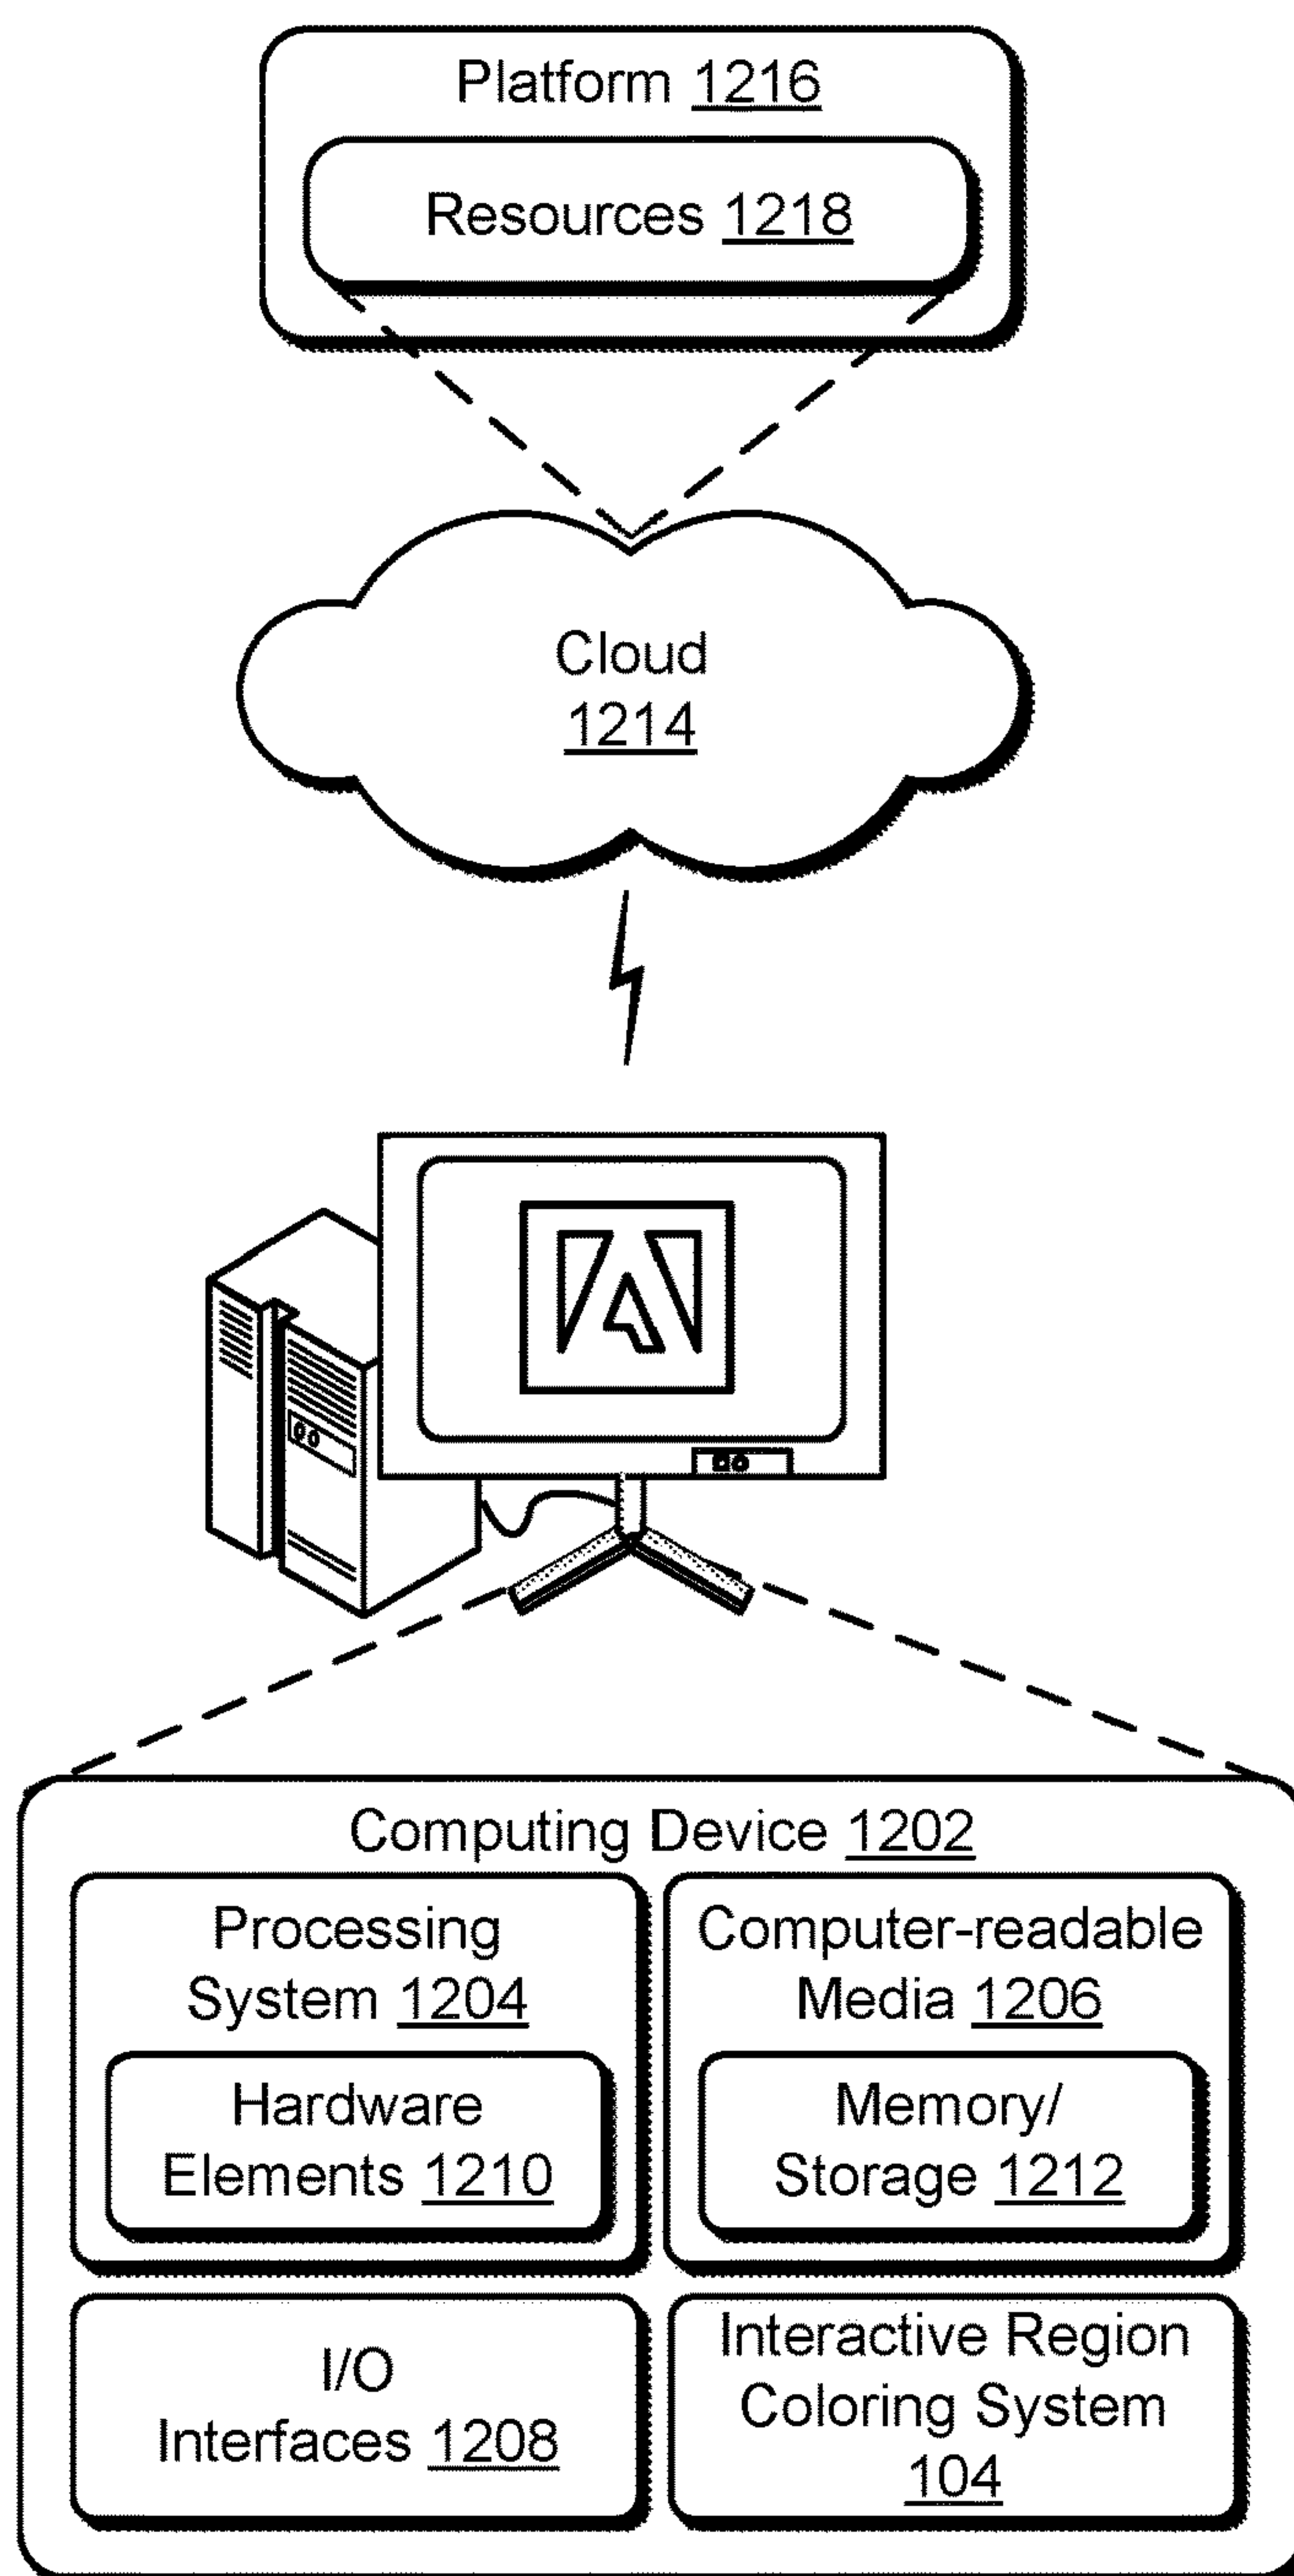 Platform 1216
Resources 1218
Cloud
1214
Computing Device 1202
Processing
System 1204
Hardware
Elements 1210
Computer-readable
Media 1206
Memory/
Storage 1212
I/O
Interfaces 1208
Interactive Region
Coloring System
104